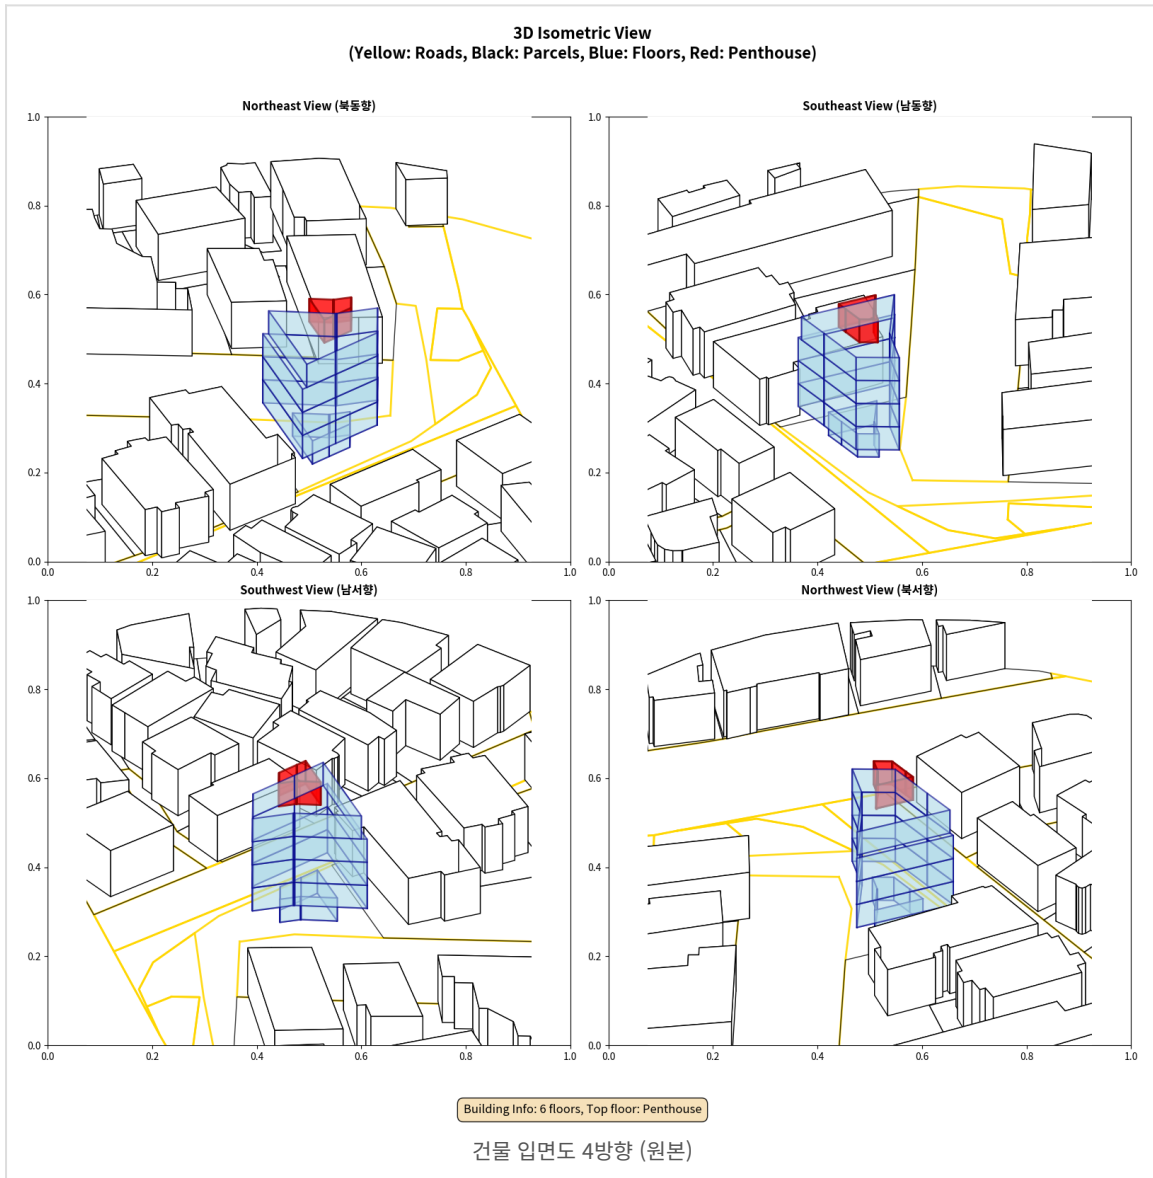 3D Isometric View
(Yellow: Roads, Black: Parcels, Blue: Floors, Red: Penthouse)
Northeast View (북동향)
1.0
0.8
0.6
0.4
0.2
0.0
0.0 0.2 0.4 0.6 0.8 1.0
Southeast View (남동향)
1.0
0.8
0.6
0.4
0.2
0.0
0.0 0.2 0.4 0.6 0.8 1.0
Southwest View (남서향)
1.0
0.8
0.6
0.4
0.2
0.0
0.0 0.2 0.4 0.6 0.8 1.0
Northwest View (북서향)
1.0
0.8
0.6
0.4
0.2
0.0
0.0 0.2 0.4 0.6 0.8 1.0
Building Info: 6 floors, Top floor: Penthouse
건물 입면도 4방향 (원본)